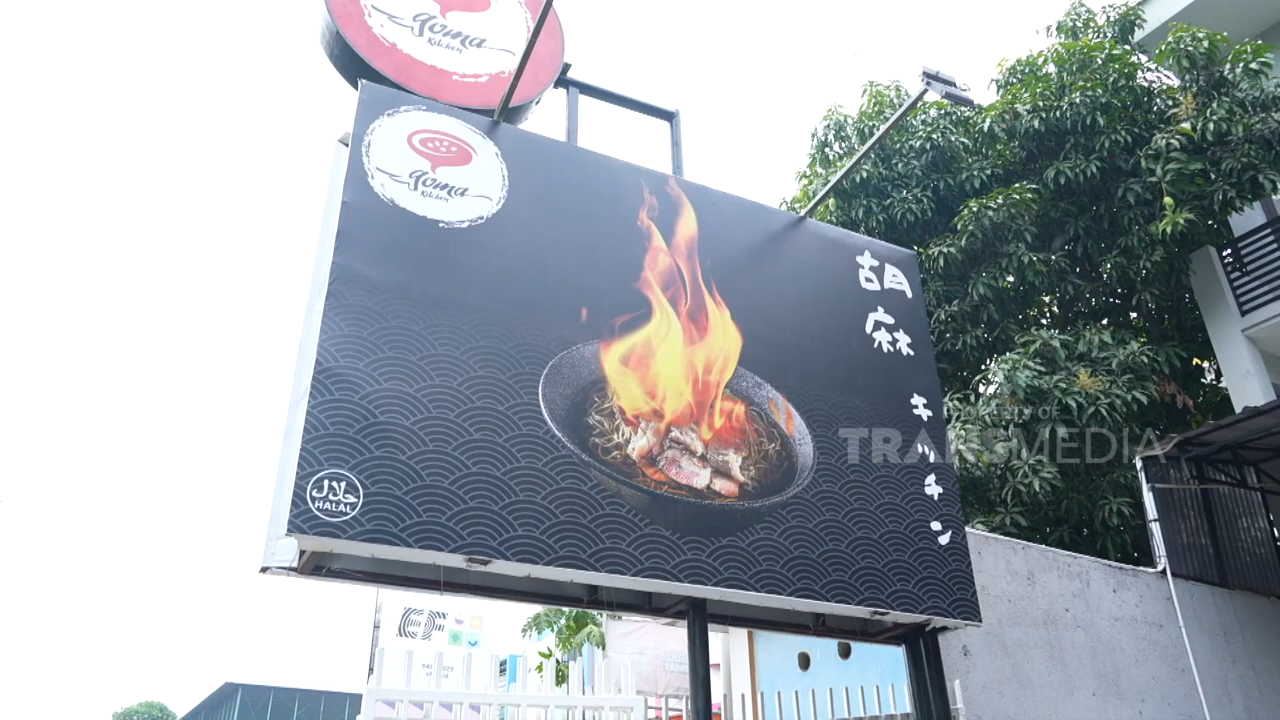 goma
Kitchen
goma
Kitchen
胡麻
キッチン
PROPERTY OF
TRANSMEDIA
حلال
HALAL